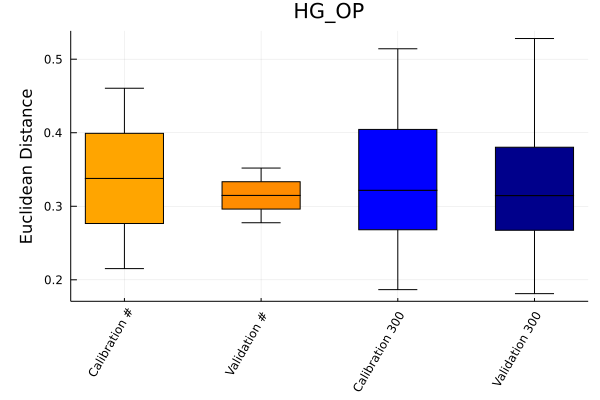 HG_OP
Euclidean Distance
0.5
0.4
0.3
0.2
Calibration #
Validation #
Calibration 300
Validation 300